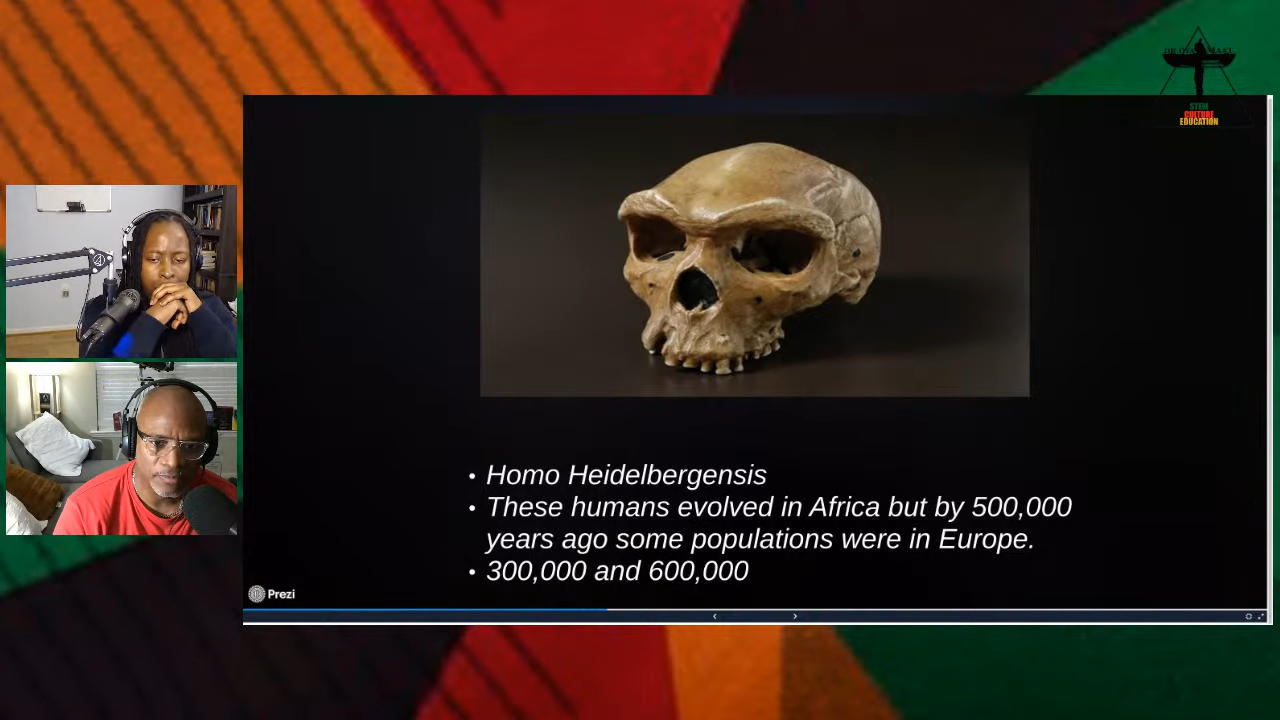 STEM
CULTURE
EDUCATION
• Homo Heidelbergensis
• These humans evolved in Africa but by 500,000
years ago some populations were in Europe.
• 300,000 and 600,000
Prezi